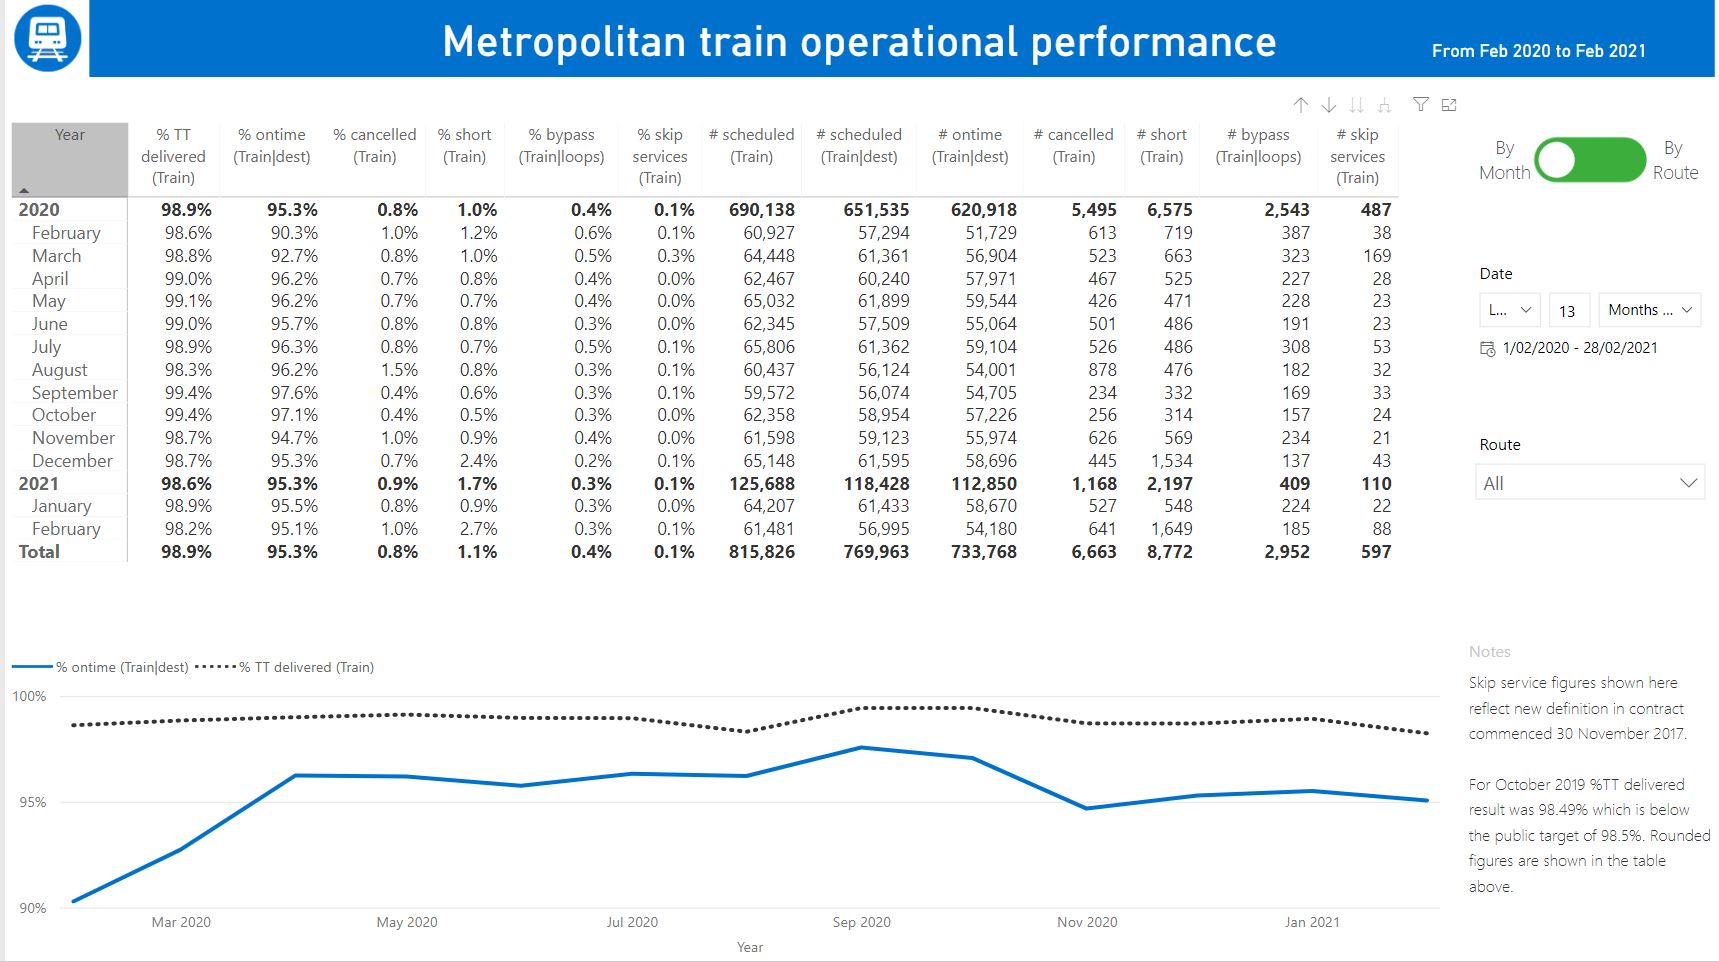 Metropolitan train operational performance
From Feb 2020 to Feb 2021
Year % TT delivered (Train) % ontime (Train|dest) % cancelled (Train) % short (Train) % bypass (Train|loops) % skip services (Train) # scheduled (Train) # scheduled (Train|dest) # ontime (Train|dest) # cancelled (Train) # short (Train) # bypass (Train|loops) # skip services (Train)
2020 98.9% 95.3% 0.8% 1.0% 0.4% 0.1% 690,138 651,535 620,918 5,495 6,575 2,543 487
February 98.6% 90.3% 1.0% 1.2% 0.6% 0.1% 60,927 57,294 51,729 613 719 387 38
March 98.8% 92.7% 0.8% 1.0% 0.5% 0.3% 64,448 61,361 56,904 523 663 323 169
April 99.0% 96.2% 0.7% 0.8% 0.4% 0.0% 62,467 60,240 57,971 467 525 227 28
May 99.1% 96.2% 0.7% 0.7% 0.4% 0.0% 65,032 61,899 59,544 426 471 228 23
June 99.0% 95.7% 0.8% 0.8% 0.3% 0.0% 62,345 57,509 55,064 501 486 191 23
July 98.9% 96.3% 0.8% 0.7% 0.5% 0.1% 65,806 61,362 59,104 526 486 308 53
August 98.3% 96.2% 1.5% 0.8% 0.3% 0.1% 60,437 56,124 54,001 878 476 182 32
September 99.4% 97.6% 0.4% 0.6% 0.3% 0.1% 59,572 56,074 54,705 234 332 169 33
October 99.4% 97.1% 0.4% 0.5% 0.3% 0.0% 62,358 58,954 57,226 256 314 157 24
November 98.7% 94.7% 1.0% 0.9% 0.4% 0.0% 61,598 59,123 55,974 626 569 234 21
December 98.7% 95.3% 0.7% 2.4% 0.2% 0.1% 65,148 61,595 58,696 445 1,534 137 43
2021 98.6% 95.3% 0.9% 1.7% 0.3% 0.1% 125,688 118,428 112,850 1,168 2,197 409 110
January 98.9% 95.5% 0.8% 0.9% 0.3% 0.0% 64,207 61,433 58,670 527 548 224 22
February 98.2% 95.1% 1.0% 2.7% 0.3% 0.1% 61,481 56,995 54,180 641 1,649 185 88
Total 98.9% 95.3% 0.8% 1.1% 0.4% 0.1% 815,826 769,963 733,768 6,663 8,772 2,952 597
By Month
By Route
Date
L... 13 Months ...
1/02/2020 - 28/02/2021
Route
All
% ontime (Train|dest) % TT delivered (Train)
100%
95%
90%
Mar 2020 May 2020 Jul 2020 Sep 2020 Nov 2020 Jan 2021
Year
Notes
Skip service figures shown here
reflect new definition in contract
commenced 30 November 2017.
For October 2019 %TT delivered
result was 98.49% which is below
the public target of 98.5%. Rounded
figures are shown in the table
above.